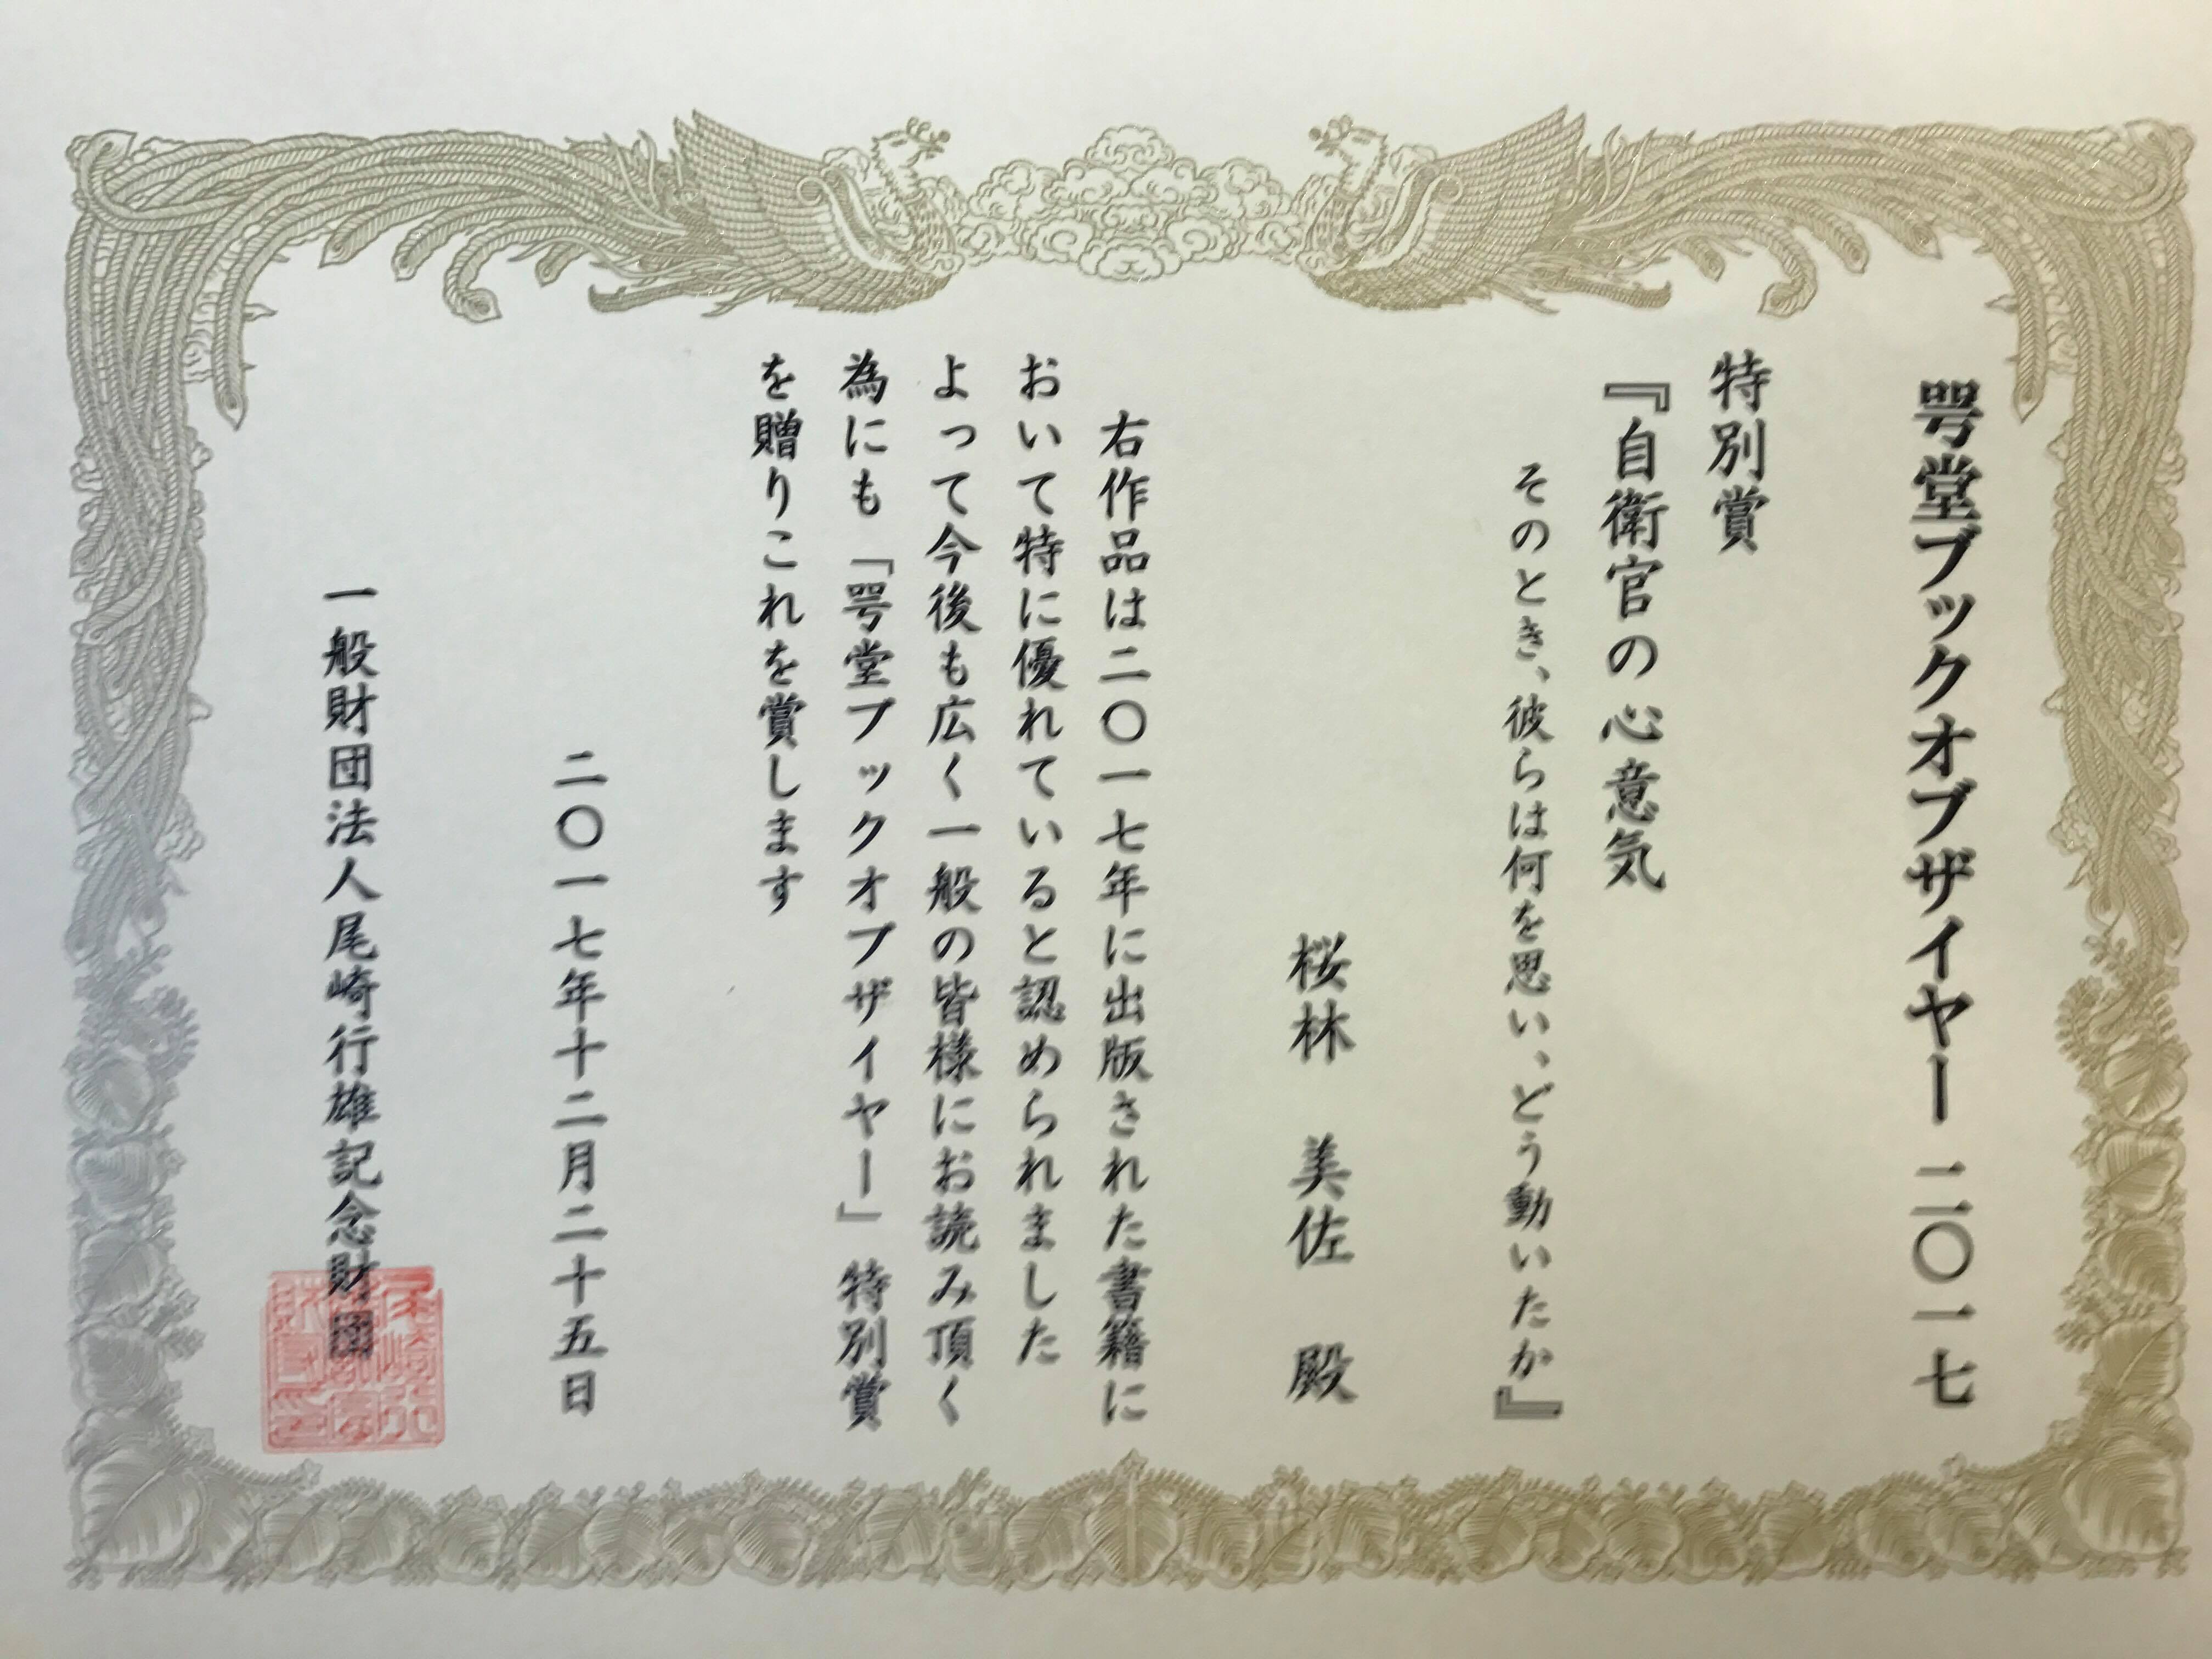 咢堂ブックオブザイヤー二〇一七
特別賞
『自衛官の心意気
そのとき、彼らは何を思い、どう動いたか』
桜林 美佐 殿
右作品は二〇一七年に出版された書籍に
おいて特に優れていると認められました
よって今後も広く一般の皆様にお読み頂く
為にも「咢堂ブックオブザイヤー」特別賞
を贈りこれを賞します
二〇一七年十二月二十五日
一般財団法人尾崎行雄記念財団